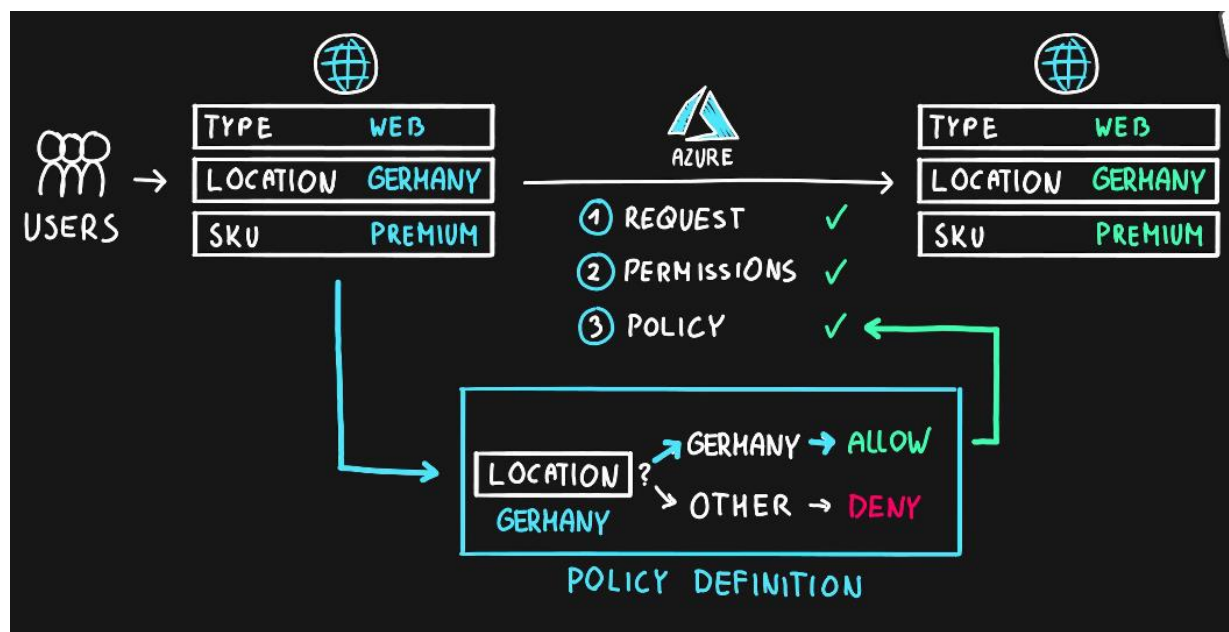 USERS
TYPE WEB
LOCATION GERMANY
SKU PREMIUM
AZURE
1 REQUEST ✓
2 PERMISSIONS ✓
3 POLICY ✓
TYPE WEB
LOCATION GERMANY
SKU PREMIUM
LOCATION ?
GERMANY
GERMANY → ALLOW
OTHER → DENY
POLICY DEFINITION